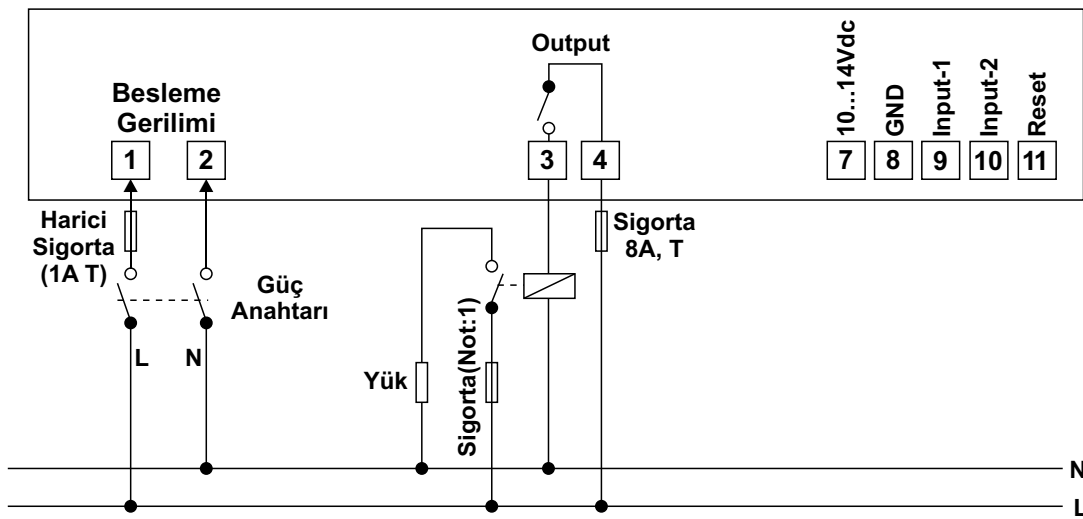 Output
Besleme
Gerilimi
10...14Vdc
GND
Input-1
Input-2
Reset
1
2
3
4
7
8
9
10
11
Harici
Sigorta
(1A T)
Güç
Anahtarı
Sigorta
8A, T
L
N
Yük
Sigorta(Not:1)
N
L